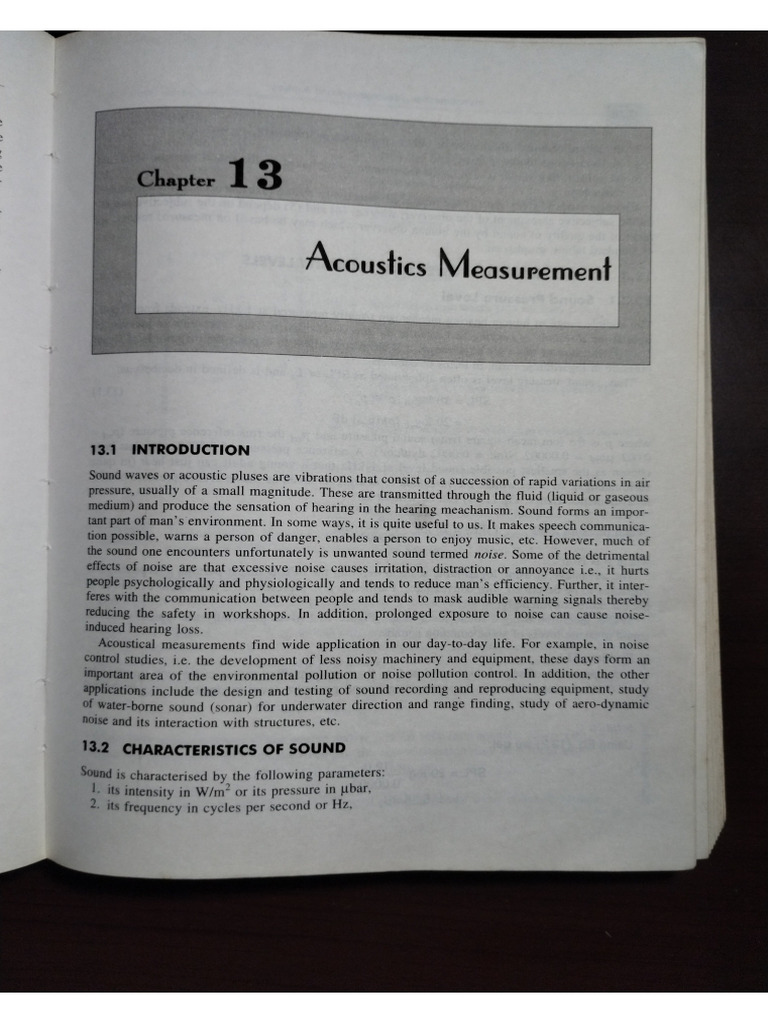 Chapter 13
Acoustics Measurement
13.1 INTRODUCTION
Sound waves or acoustic pluses are vibrations that consist of a succession of rapid variations in air
pressure, usually of a small magnitude. These are transmitted through the fluid (liquid or gaseous
medium) and produce the sensation of hearing in the hearing meachanism. Sound forms an impor-
tant part of man's environment. In some ways, it is quite useful to us. It makes speech communica-
tion possible, warns a person of danger, enables a person to enjoy music, etc. However, much of
the sound one encounters unfortunately is unwanted sound termed noise. Some of the detrimental
effects of noise are that excessive noise causes irritation, distraction or annoyance i.e., it hurts
people psychologically and physiologically and tends to reduce man's efficiency. Further, it inter-
feres with the communication between people and tends to mask audible warning signals thereby
reducing the safety in workshops. In addition, prolonged exposure to noise can cause noise-
induced hearing loss.
Acoustical measurements find wide application in our day-to-day life. For example, in noise
control studies, i.e. the development of less noisy machinery and equipment, these days form an
important area of the environmental pollution or noise pollution control. In addition, the other
applications include the design and testing of sound recording and reproducing equipment, study
of water-borne sound (sonar) for underwater direction and range finding, study of aero-dynamic
noise and its interaction with structures, etc.
13.2 CHARACTERISTICS OF SOUND
Sound is characterised by the following parameters:
1. its intensity in W/m² or its pressure in μbar,
2. its frequency in cycles per second or Hz,